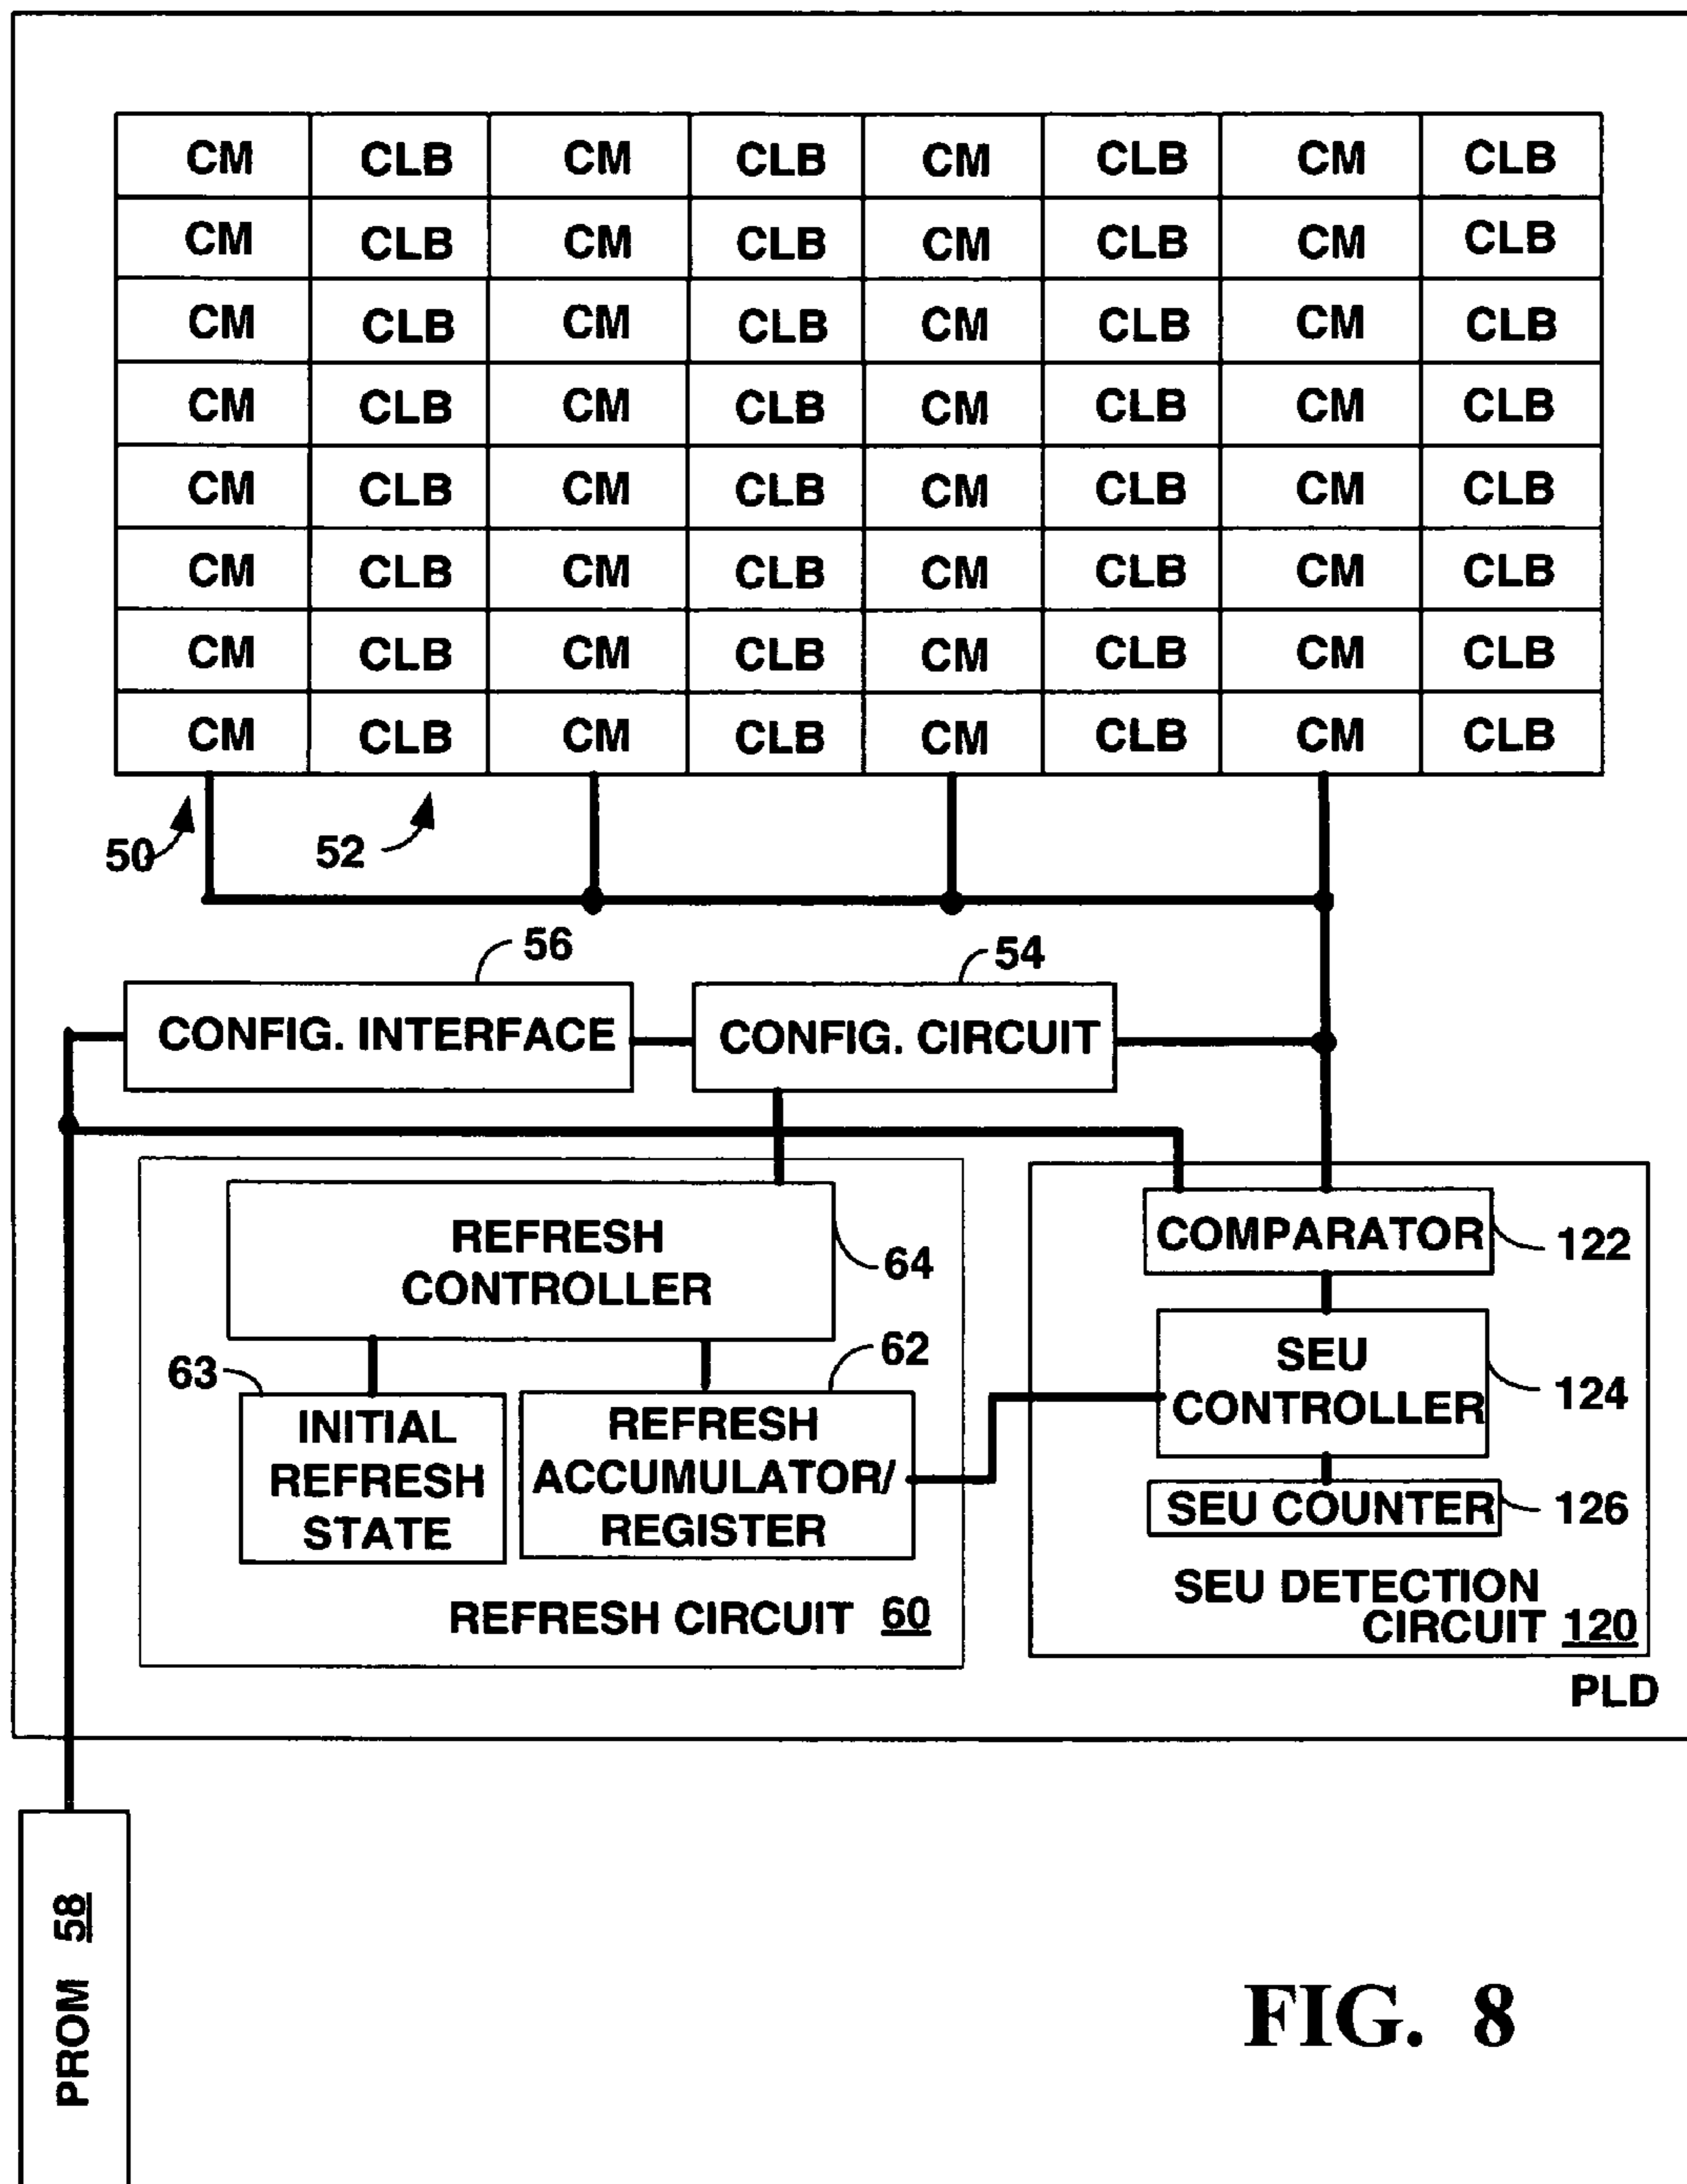 CM CLB CM CLB CM CLB CM CLB
CM CLB CM CLB CM CLB CM CLB
CM CLB CM CLB CM CLB CM CLB
CM CLB CM CLB CM CLB CM CLB
CM CLB CM CLB CM CLB CM CLB
CM CLB CM CLB CM CLB CM CLB
CM CLB CM CLB CM CLB CM CLB
CM CLB CM CLB CM CLB CM CLB
50
52
56
54
CONFIG. INTERFACE
CONFIG. CIRCUIT
REFRESH
CONTROLLER
64
63
62
INITIAL
REFRESH
STATE
REFRESH
ACCUMULATOR/
REGISTER
REFRESH CIRCUIT 60
COMPARATOR
122
SEU
CONTROLLER
124
SEU COUNTER
126
SEU DETECTION
CIRCUIT 120
PLD
PROM 58
FIG. 8